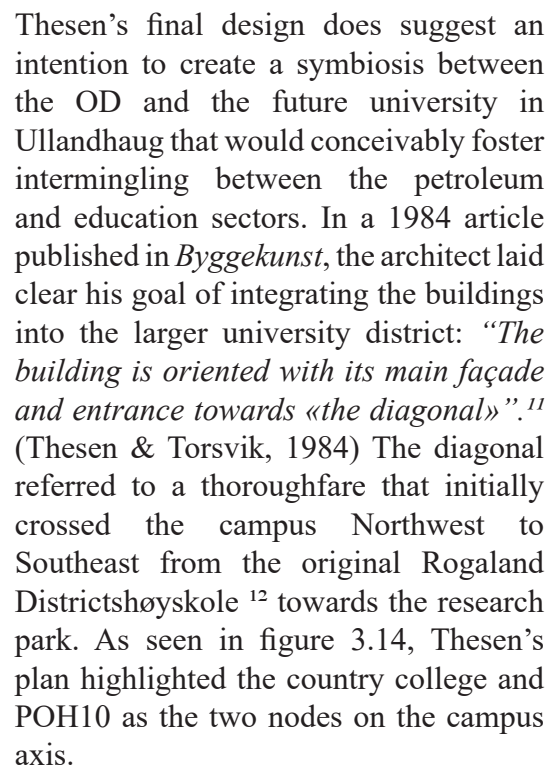 Thesen’s final design does suggest an
intention to create a symbiosis between
the OD and the future university in
Ullandhaug that would conceivably foster
intermingling between the petroleum
and education sectors. In a 1984 article
published in Byggekunst, the architect laid
clear his goal of integrating the buildings
into the larger university district: “The
building is oriented with its main façade
and entrance towards «the diagonal»”.¹¹
(Thesen & Torsvik, 1984) The diagonal
referred to a thoroughfare that initially
crossed the campus Northwest to
Southeast from the original Rogaland
Districtshøyskole ¹² towards the research
park. As seen in figure 3.14, Thesen’s
plan highlighted the country college and
POH10 as the two nodes on the campus
axis.